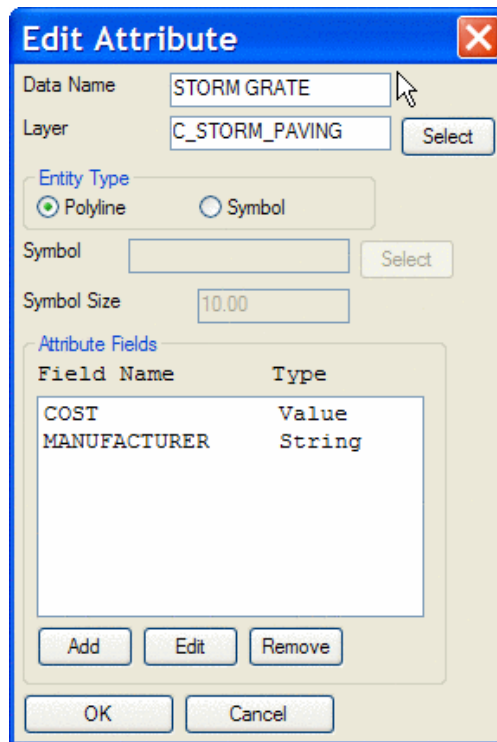 Edit Attribute
Data Name STORM GRATE
Layer C_STORM_PAVING Select
Entity Type
Polyline Symbol
Symbol Select
Symbol Size 10.00
Attribute Fields
Field Name Type
COST Value
MANUFACTURER String
Add Edit Remove
OK Cancel